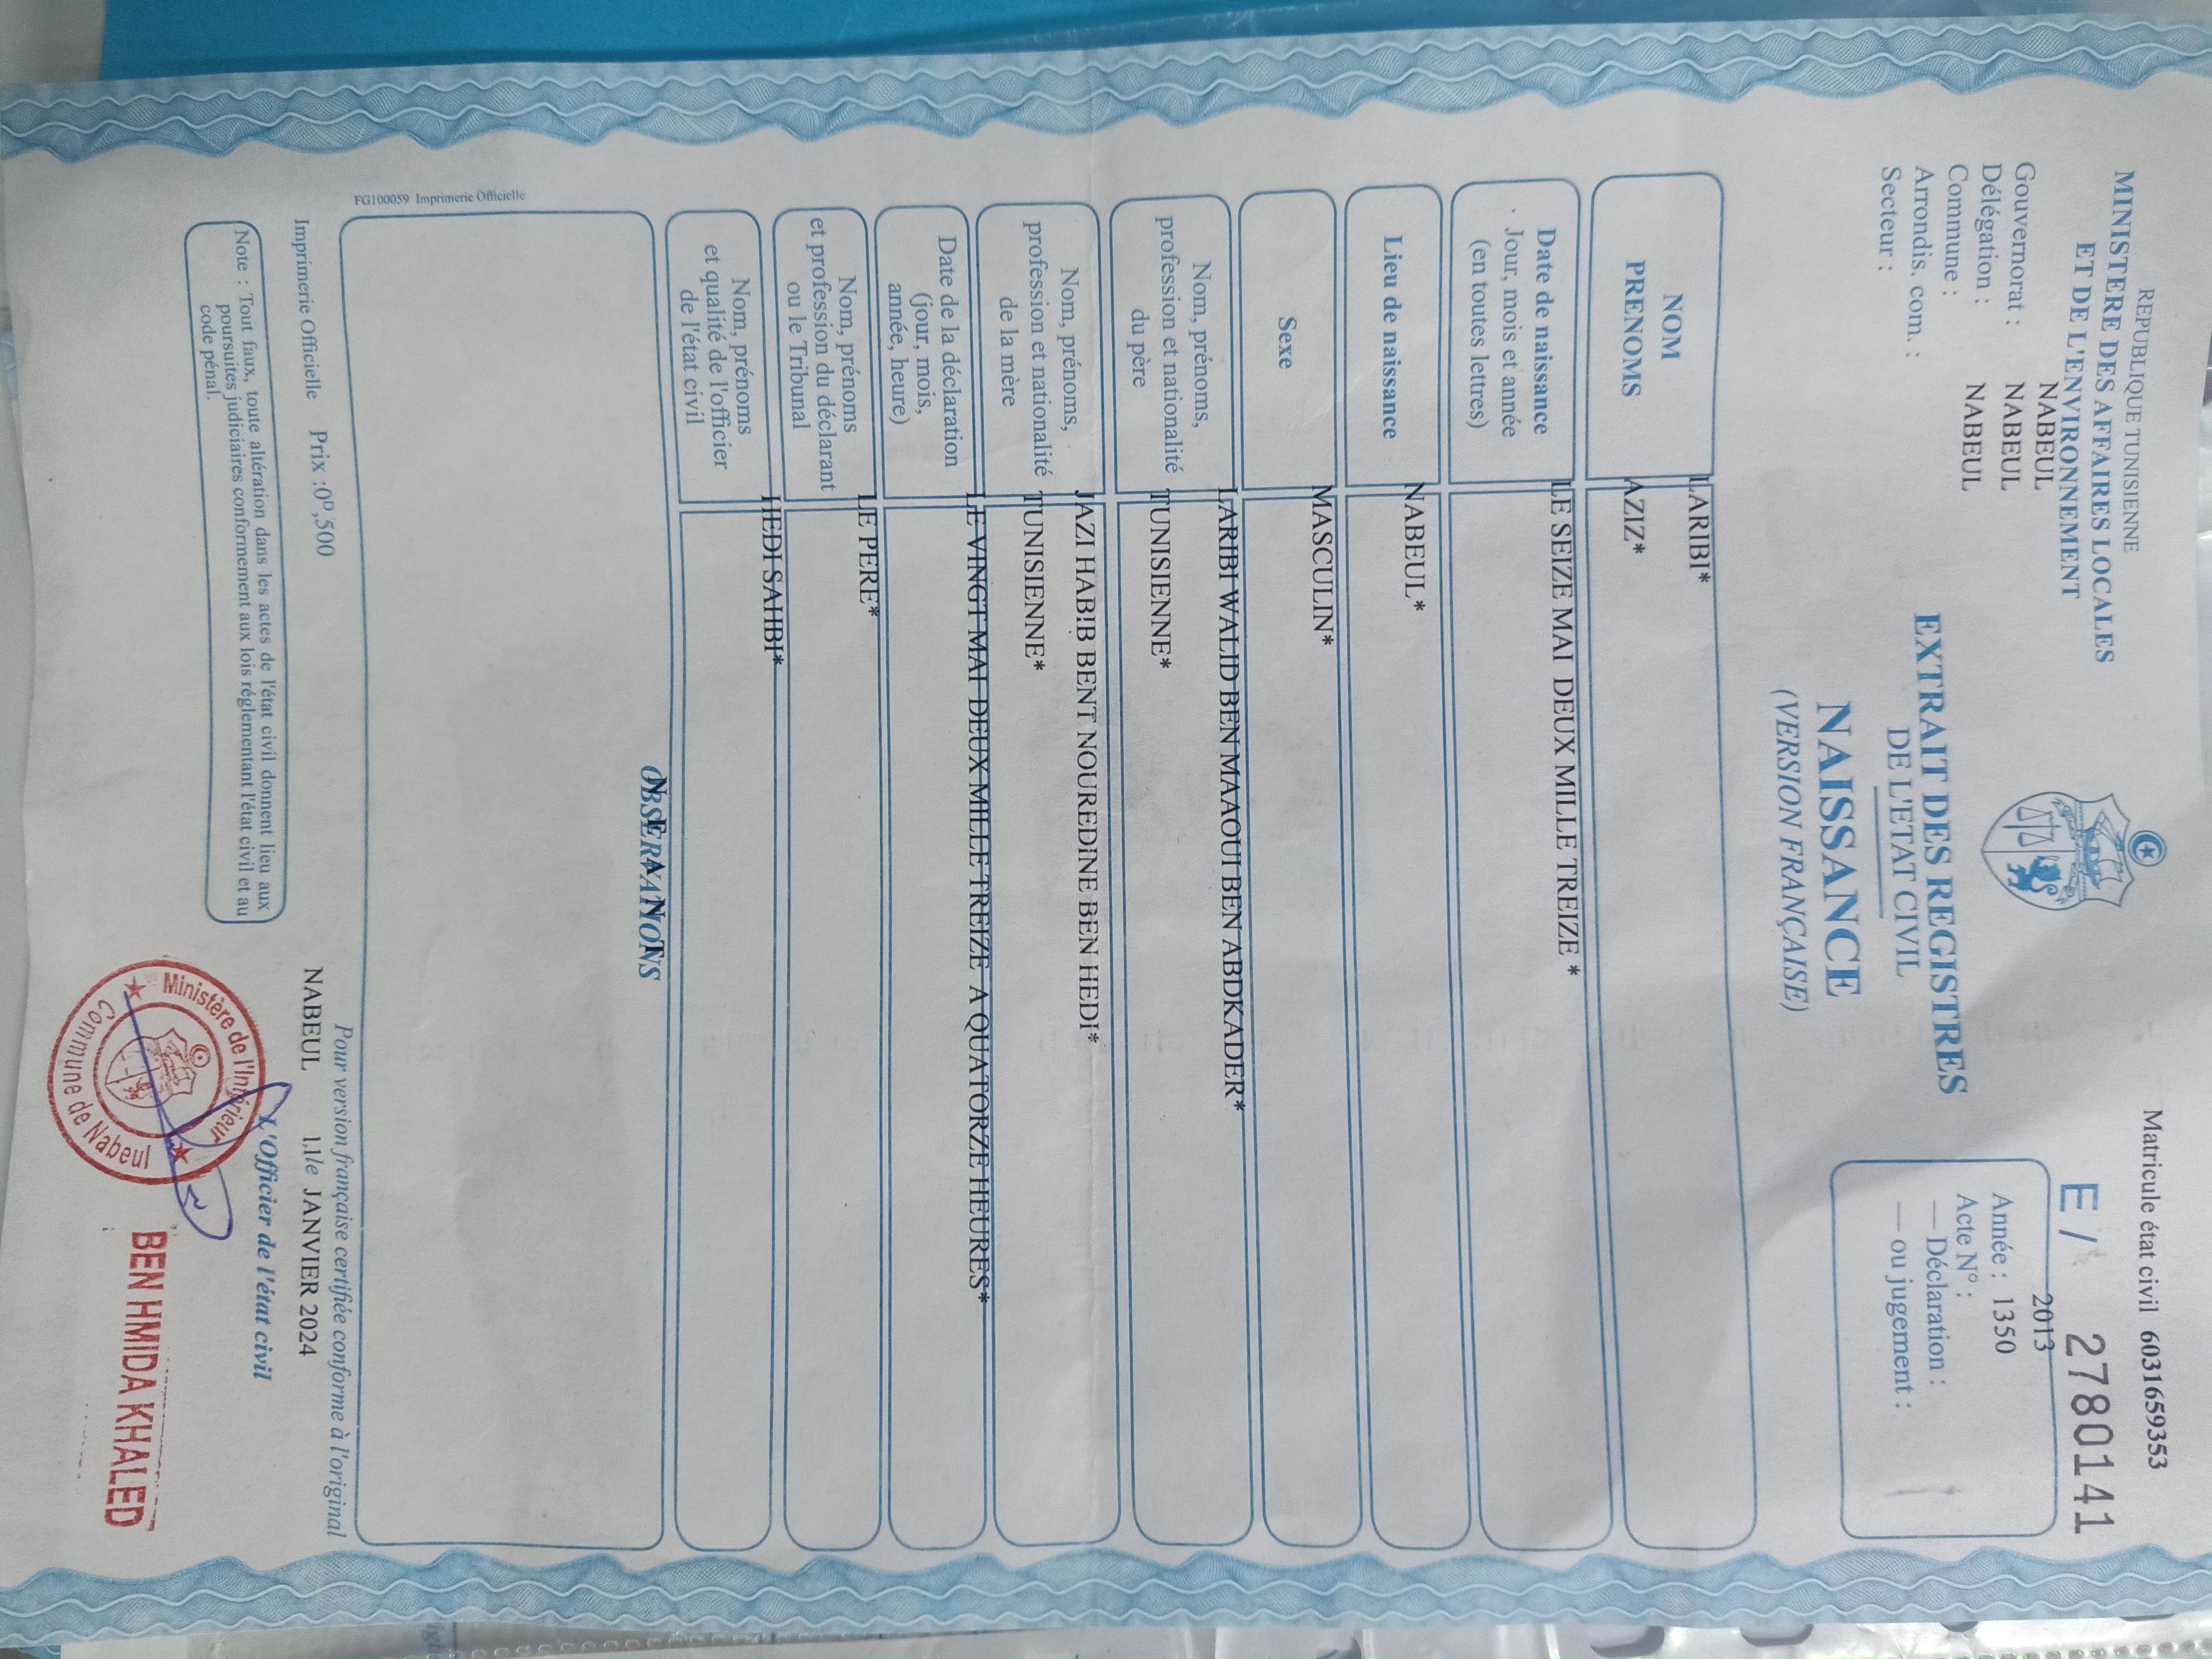 REPUBLIQUE TUNISIENNE
MINISTERE DES AFFAIRES LOCALES
ET DE L'ENVIRONNEMENT
Gouvernorat : NABEUL
Délégation : NABEUL
Commune : NABEUL
Arrondis. com. :
Secteur :
Matricule état civil 6031659353
E / 2780141
2013
Année : 1350
Acte N° :
— Déclaration :
— ou jugement :
EXTRAIT DES REGISTRES
DE L'ETAT CIVIL
NAISSANCE
(VERSION FRANÇAISE)
NOM LARIBI*
PRENOMS AZIZ*
Date de naissance LE SEIZE MAI DEUX MILLE TREIZE *
Jour, mois et année
(en toutes lettres)
Lieu de naissance NABEUL*
Sexe MASCULIN*
Nom, prénoms, LARIBI WALID BEN MAAOUI BEN ABDKADER*
profession et nationalité TUNISIENNE*
du père
Nom, prénoms, JAZI HABIB BENT NOUREDINE BEN HEDI*
profession et nationalité TUNISIENNE*
de la mère
Date de la déclaration LE VINGT MAI DEUX MILLE TREIZE A QUATORZE HEURES*
(jour, mois,
année, heure)
Nom, prénoms LE PERE*
et profession du déclarant
ou le Tribunal
Nom, prénoms HEDI SAHBI*
et qualité de l'officier
de l'état civil
OBSERVATIONS
NEANT
FG100059 Imprimerie Officielle
Pour version française certifiée conforme à l'original
Imprimerie Officielle Prix :0ᴰ,500
NABEUL 11le JANVIER 2024
L'Officier de l'état civil
Note : Tout faux, toute altération dans les actes de l'état civil donnent lieu aux
poursuites judiciaires conformement aux lois réglementant l'état civil et au
code pénal.
Ministère de l'Intérieur
Commune de Nabeul
BEN HMIDA KHALED